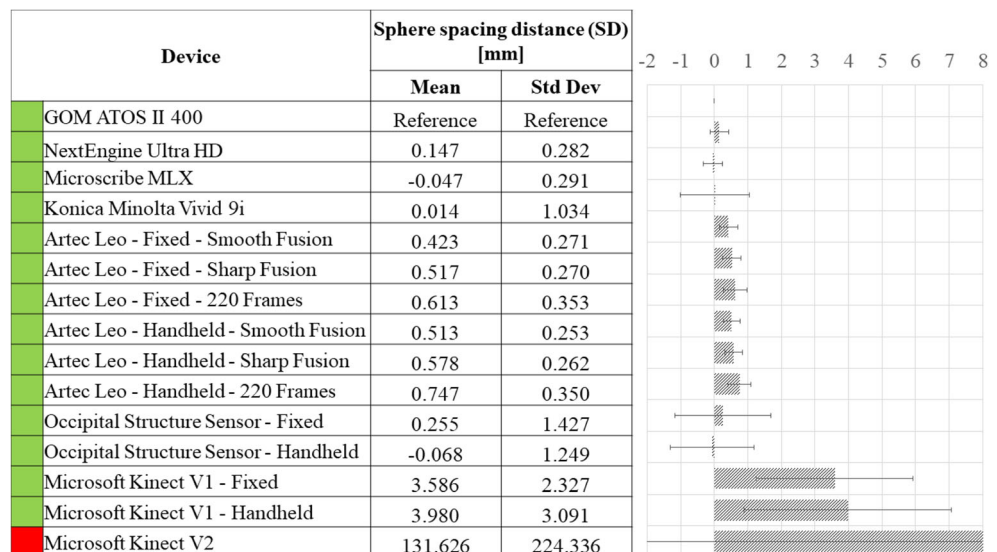 Device
Sphere spacing distance (SD)
[mm]
Mean Std Dev
-2 -1 0 1 2 3 4 5 6 7 8
GOM ATOS II 400 Reference Reference
NextEngine Ultra HD 0.147 0.282
Microscribe MLX -0.047 0.291
Konica Minolta Vivid 9i 0.014 1.034
Artec Leo - Fixed - Smooth Fusion 0.423 0.271
Artec Leo - Fixed - Sharp Fusion 0.517 0.270
Artec Leo - Fixed - 220 Frames 0.613 0.353
Artec Leo - Handheld - Smooth Fusion 0.513 0.253
Artec Leo - Handheld - Sharp Fusion 0.578 0.262
Artec Leo - Handheld - 220 Frames 0.747 0.350
Occipital Structure Sensor - Fixed 0.255 1.427
Occipital Structure Sensor - Handheld -0.068 1.249
Microsoft Kinect V1 - Fixed 3.586 2.327
Microsoft Kinect V1 - Handheld 3.980 3.091
Microsoft Kinect V2 131.626 224.336